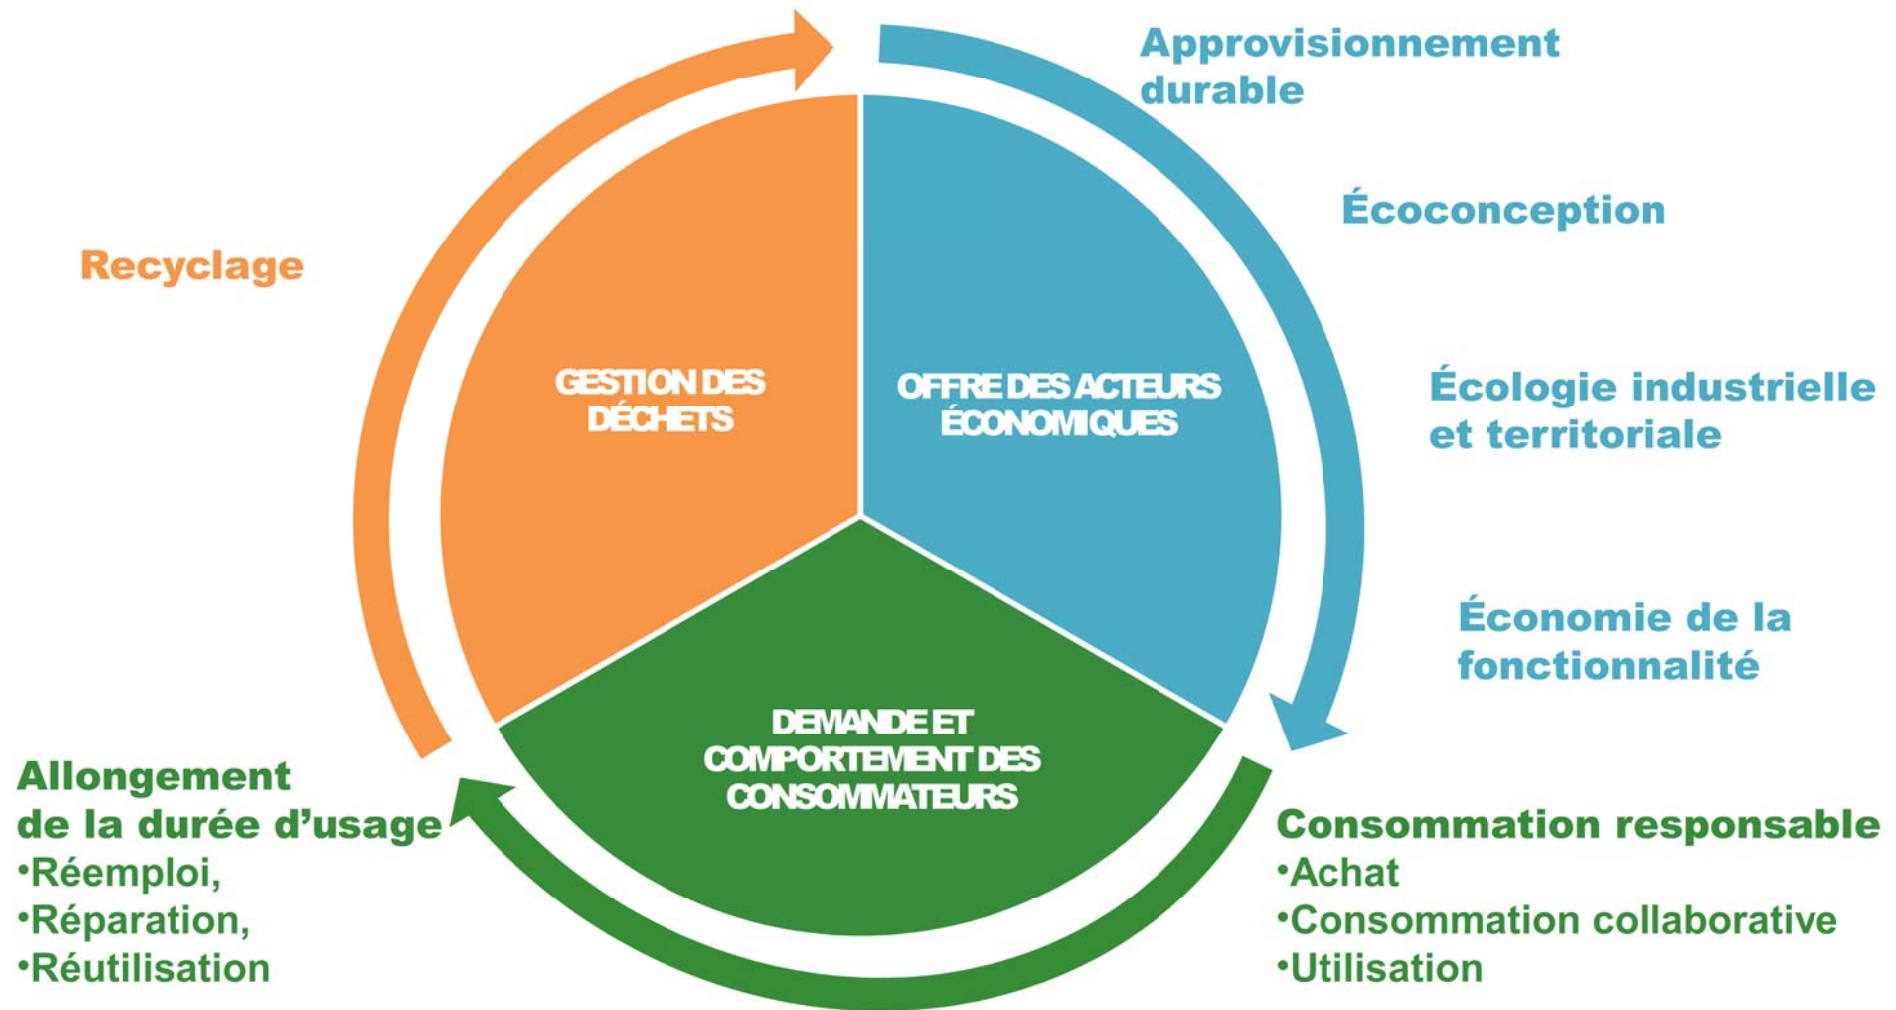 Approvisionnement
durable
Écoconception
Recyclage
GESTION DES
DÉCHETS
OFFRE DES ACTEURS
ÉCONOMIQUES
Écologie industrielle
et territoriale
Économie de la
fonctionnalité
DEMANDE ET
COMPORTEMENT DES
CONSOMMATEURS
Allongement
de la durée d’usage
•Réemploi,
•Réparation,
•Réutilisation
Consommation responsable
•Achat
•Consommation collaborative
•Utilisation